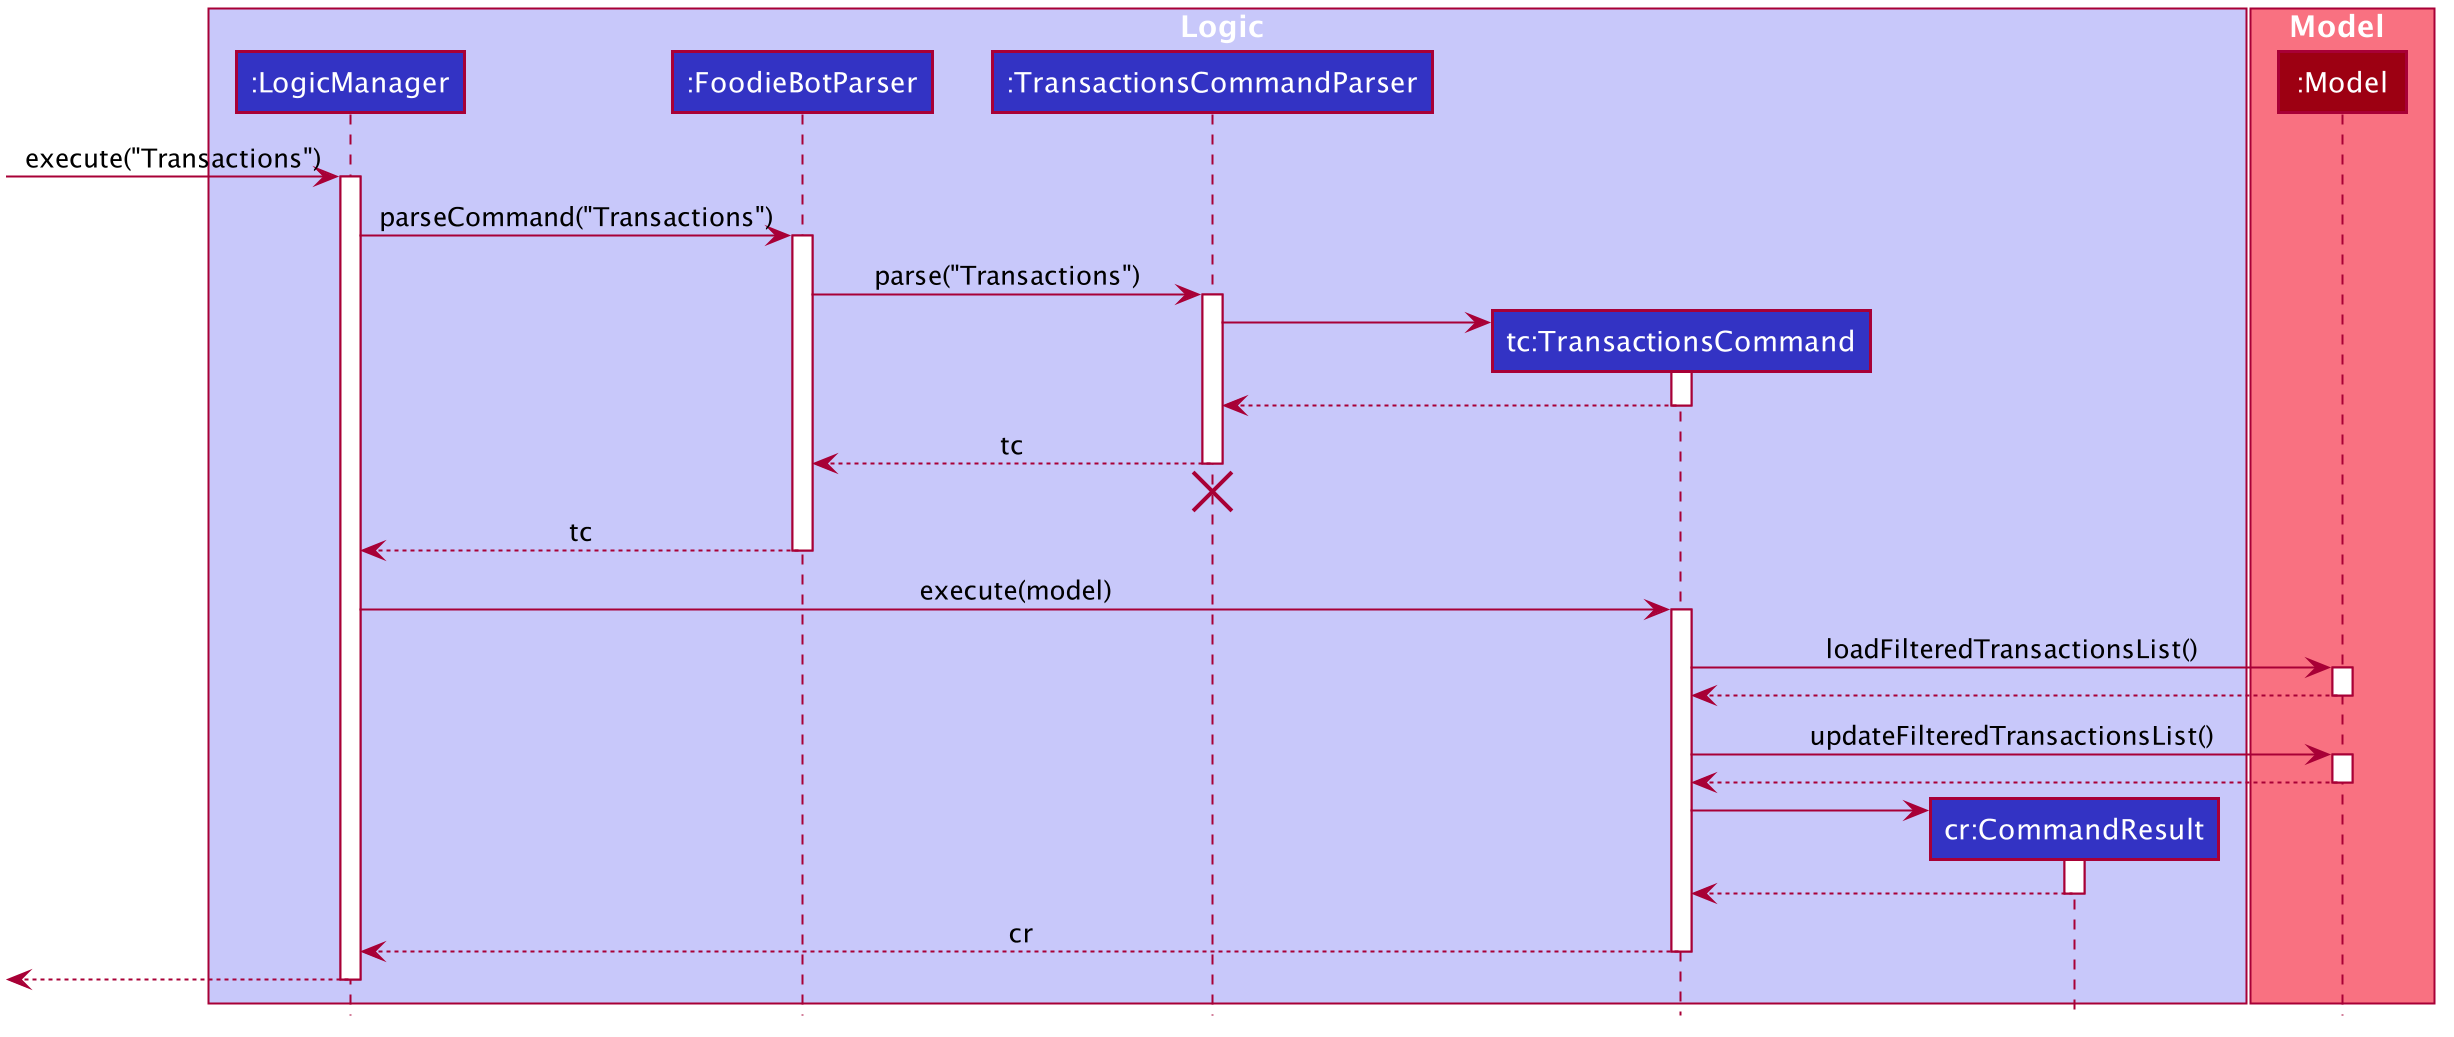 Logic
Model
:LogicManager
:FoodieBotParser
:TransactionsCommandParser
:Model
execute("Transactions")
parseCommand("Transactions")
parse("Transactions")
tc:TransactionsCommand
tc
tc
execute(model)
loadFilteredTransactionsList()
updateFilteredTransactionsList()
cr:CommandResult
cr